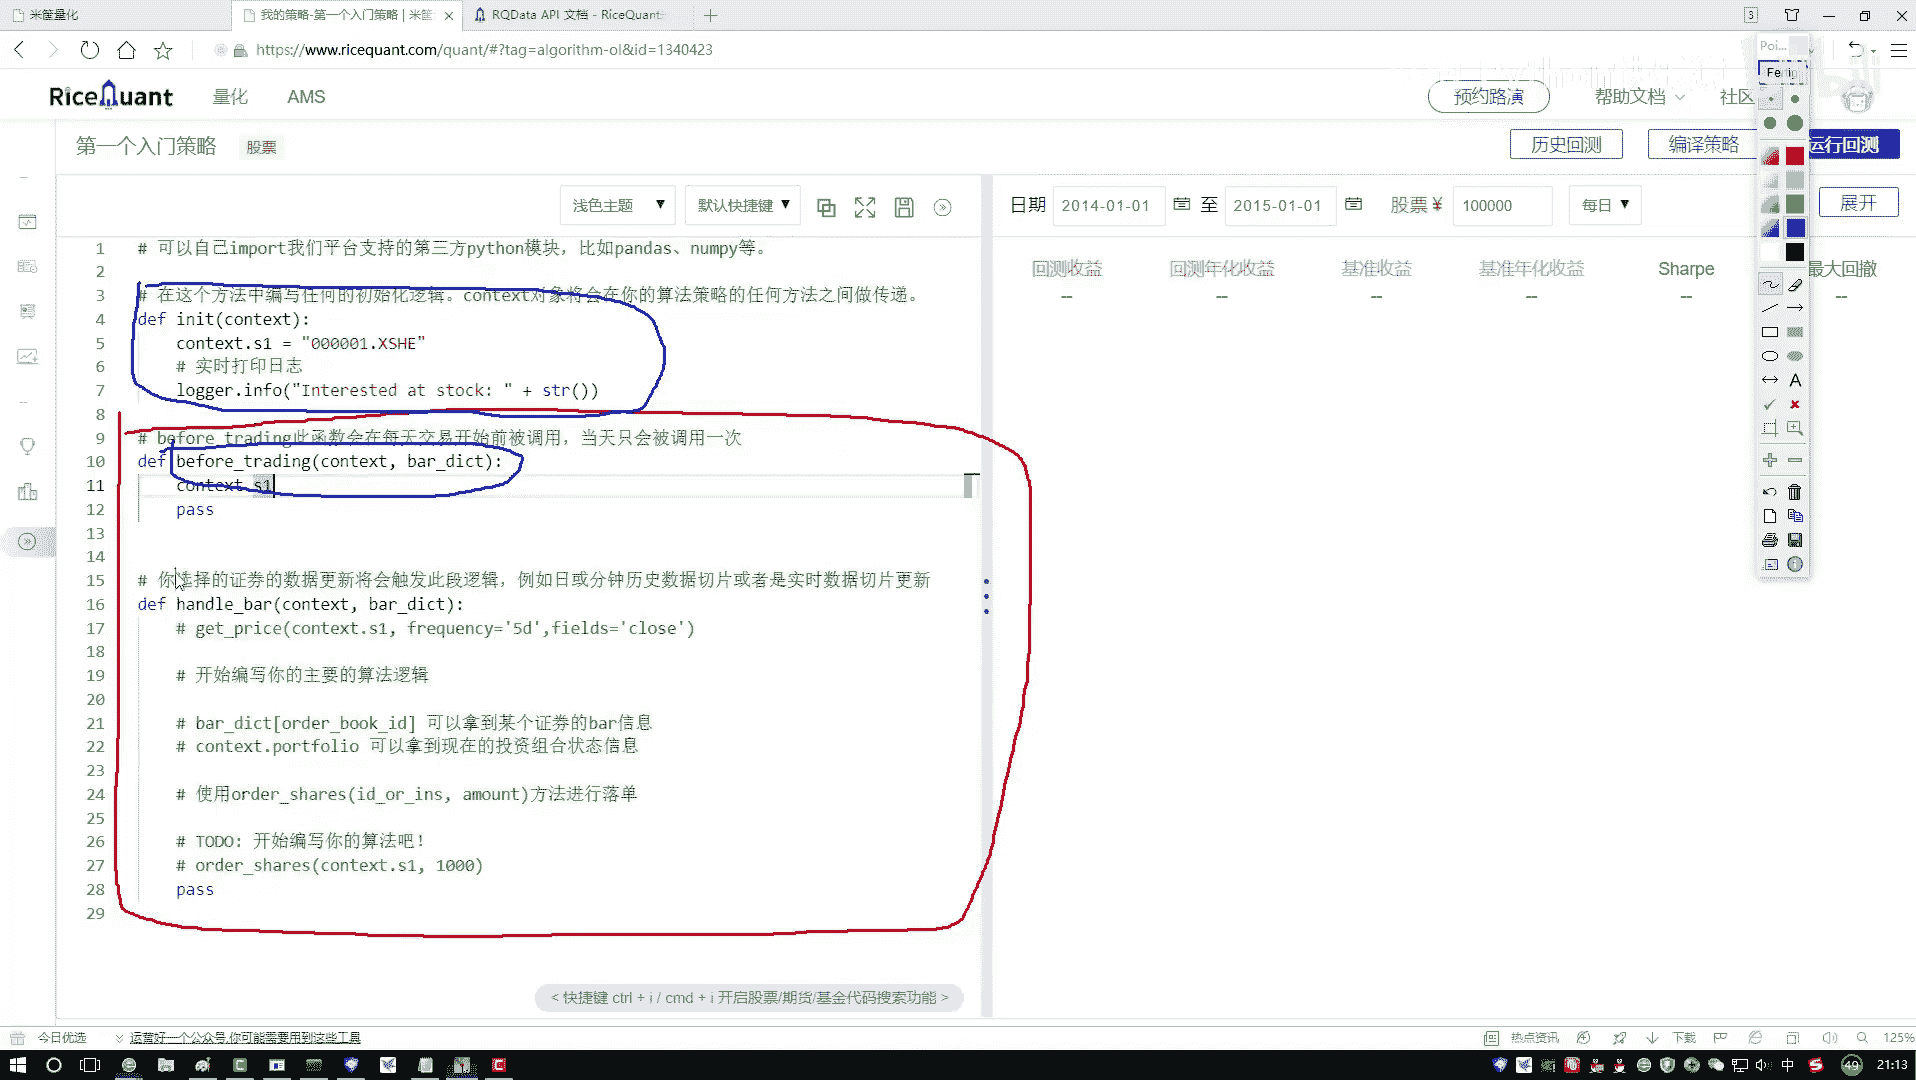 米筐量化
我的策略-第一个入门策略 | 米筐
RQData API 文档 - RiceQuant
3
https://www.ricequant.com/quant/#?tag=algorithm-ol&id=1340423
Poi...
Fertig
RiceQuant
量化
AMS
预约路演
帮助文档
社区
第一个入门策略
股票
历史回测
编译策略
运行回测
浅色主题
默认快捷键
日期
2014-01-01
至
2015-01-01
股票 ¥
100000
每日
展开
回测收益
回测年化收益
基准收益
基准年化收益
Sharpe
最大回撤
--
--
--
--
--
--
1 # 可以自己import我们平台支持的第三方python模块，比如pandas、numpy等。
2
3 # 在这个方法中编写任何的初始化逻辑。context对象将会在你的算法策略的任何方法之间做传递。
4 def init(context):
5 context.s1 = "000001.XSHE"
6 # 实时打印日志
7 logger.info("Interested at stock: " + str())
8
9 # before_trading此函数会在每天交易开始前被调用，当天只会被调用一次
10 def before_trading(context, bar_dict):
11 context.s1
12 pass
13
14
15 # 你选择的证券的数据更新将会触发此段逻辑，例如日或分钟历史数据切片或者是实时数据切片更新
16 def handle_bar(context, bar_dict):
17 # get_price(context.s1, frequency='5d',fields='close')
18
19 # 开始编写你的主要的算法逻辑
20
21 # bar_dict[order_book_id] 可以拿到某个证券的bar信息
22 # context.portfolio 可以拿到现在的投资组合状态信息
23
24 # 使用order_shares(id_or_ins, amount)方法进行落单
25
26 # TODO: 开始编写你的算法吧！
27 # order_shares(context.s1, 1000)
28 pass
29
< 快捷键 ctrl + i / cmd + i 开启股票/期货/基金代码搜索功能 >
今日优选
运营好一个公众号,你可能需要用到这些工具
热点资讯
下载
125%
中
49
21:13